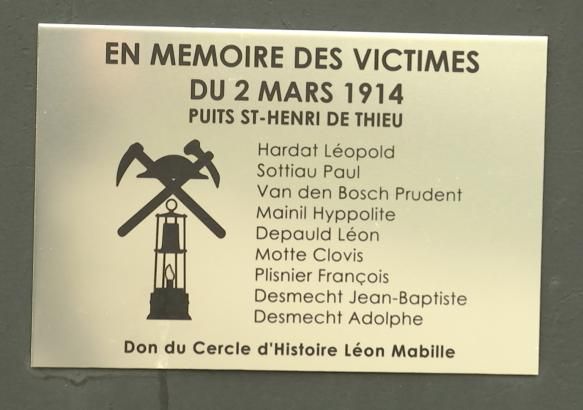 EN MEMOIRE DES VICTIMES
DU 2 MARS 1914
PUITS ST-HENRI DE THIEU
Hardat Léopold
Sottiau Paul
Van den Bosch Prudent
Mainil Hyppolite
Depauld Léon
Motte Clovis
Plisnier François
Desmecht Jean-Baptiste
Desmecht Adolphe
Don du Cercle d'Histoire Léon Mabille